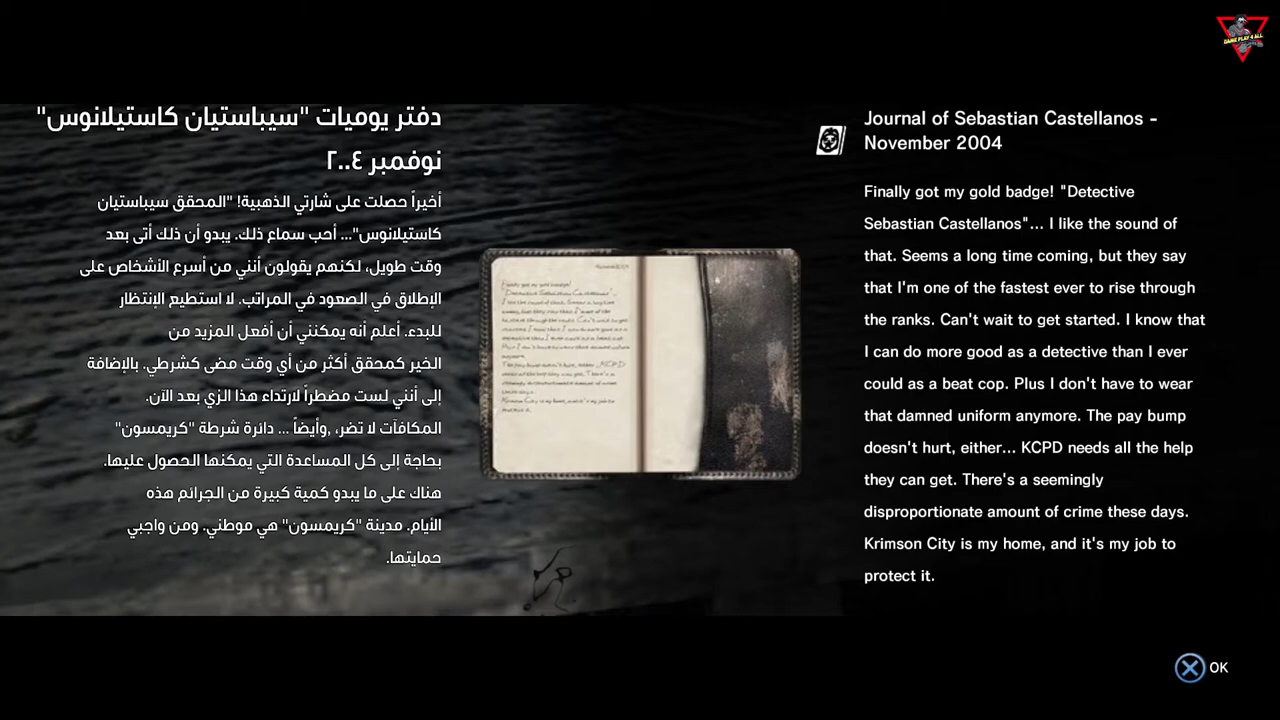 GAME PLAY 4 ALL
دفتر يوميات "سيباستيان كاستيلانوس"
نوفمبر ٢٠٠٤
أخيراً حصلت على شارتي الذهبية! "المحقق سيباستيان
كاستيلانوس"... أحب سماع ذلك. يبدو أن ذلك أتى بعد
وقت طويل، لكنهم يقولون أنني من أسرع الأشخاص على
الإطلاق في الصعود في المراتب. لا استطيع الإنتظار
للبدء. أعلم أنه يمكنني أن أفعل المزيد من
الخير كمحقق أكثر من أي وقت مضى كشرطي. بالإضافة
إلى أنني لست مضطراً لارتداء هذا الزي بعد الآن.
المكافآت لا تضر، ,وأيضاً ... دائرة شرطة "كريمسون"
بحاجة إلى كل المساعدة التي يمكنها الحصول عليها.
هناك على ما يبدو كمية كبيرة من الجرائم هذه
الأيام. مدينة "كريمسون" هي موطني. ومن واجبي
حمايتها.
Journal of Sebastian Castellanos -
November 2004
Finally got my gold badge! "Detective
Sebastian Castellanos"... I like the sound of
that. Seems a long time coming, but they say
that I'm one of the fastest ever to rise through
the ranks. Can't wait to get started. I know that
I can do more good as a detective than I ever
could as a beat cop. Plus I don't have to wear
that damned uniform anymore. The pay bump
doesn't hurt, either... KCPD needs all the help
they can get. There's a seemingly
disproportionate amount of crime these days.
Krimson City is my home, and it's my job to
protect it.
OK